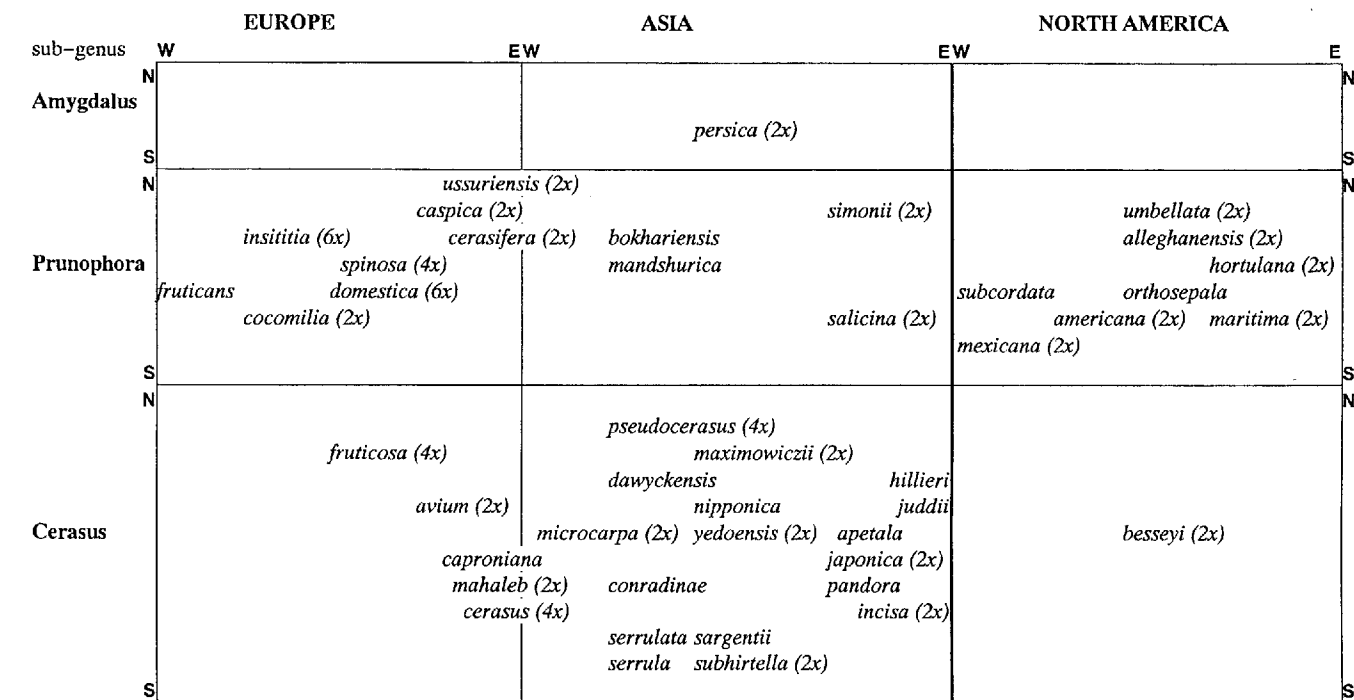 EUROPE ASIA NORTH AMERICA
sub-genus W E W E W E
N N
Amygdalus
persica (2x)
S S
N ussuriensis (2x) N
caspica (2x) simonii (2x) umbellata (2x)
insititia (6x) cerasifera (2x) bokhariensis alleghanensis (2x)
Prunophora spinosa (4x) mandshurica hortulana (2x)
fruticans domestica (6x) subcordata orthosepala
cocomilia (2x) salicina (2x) americana (2x) maritima (2x)
mexicana (2x)
S S
N N
pseudocerasus (4x)
fruticosa (4x) maximowiczii (2x)
dawyckensis hillieri
avium (2x) nipponica juddii
Cerasus microcarpa (2x) yedoensis (2x) apetala besseyi (2x)
caproniana japonica (2x)
mahaleb (2x) conradinae pandora
cerasus (4x) incisa (2x)
serrulata sargentii
serrula subhirtella (2x)
S S